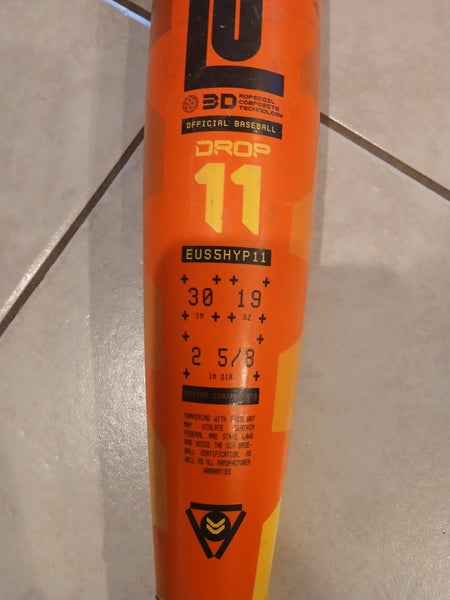 3D ROPECOIL
COMPOSITE
TECHNOLOGY
OFFICIAL BASEBALL
DROP
11
EUS5HYP11
30 19
IN OZ
2 5/8
IN DIA.
TAMPERING WITH THIS BAT
MAY VIOLATE CERTAIN
FEDERAL AND STATE LAWS
AND VOIDS THE USA BASE-
BALL CERTIFICATION, AS
WELL AS ALL MANUFACTURER
WARRANTIES